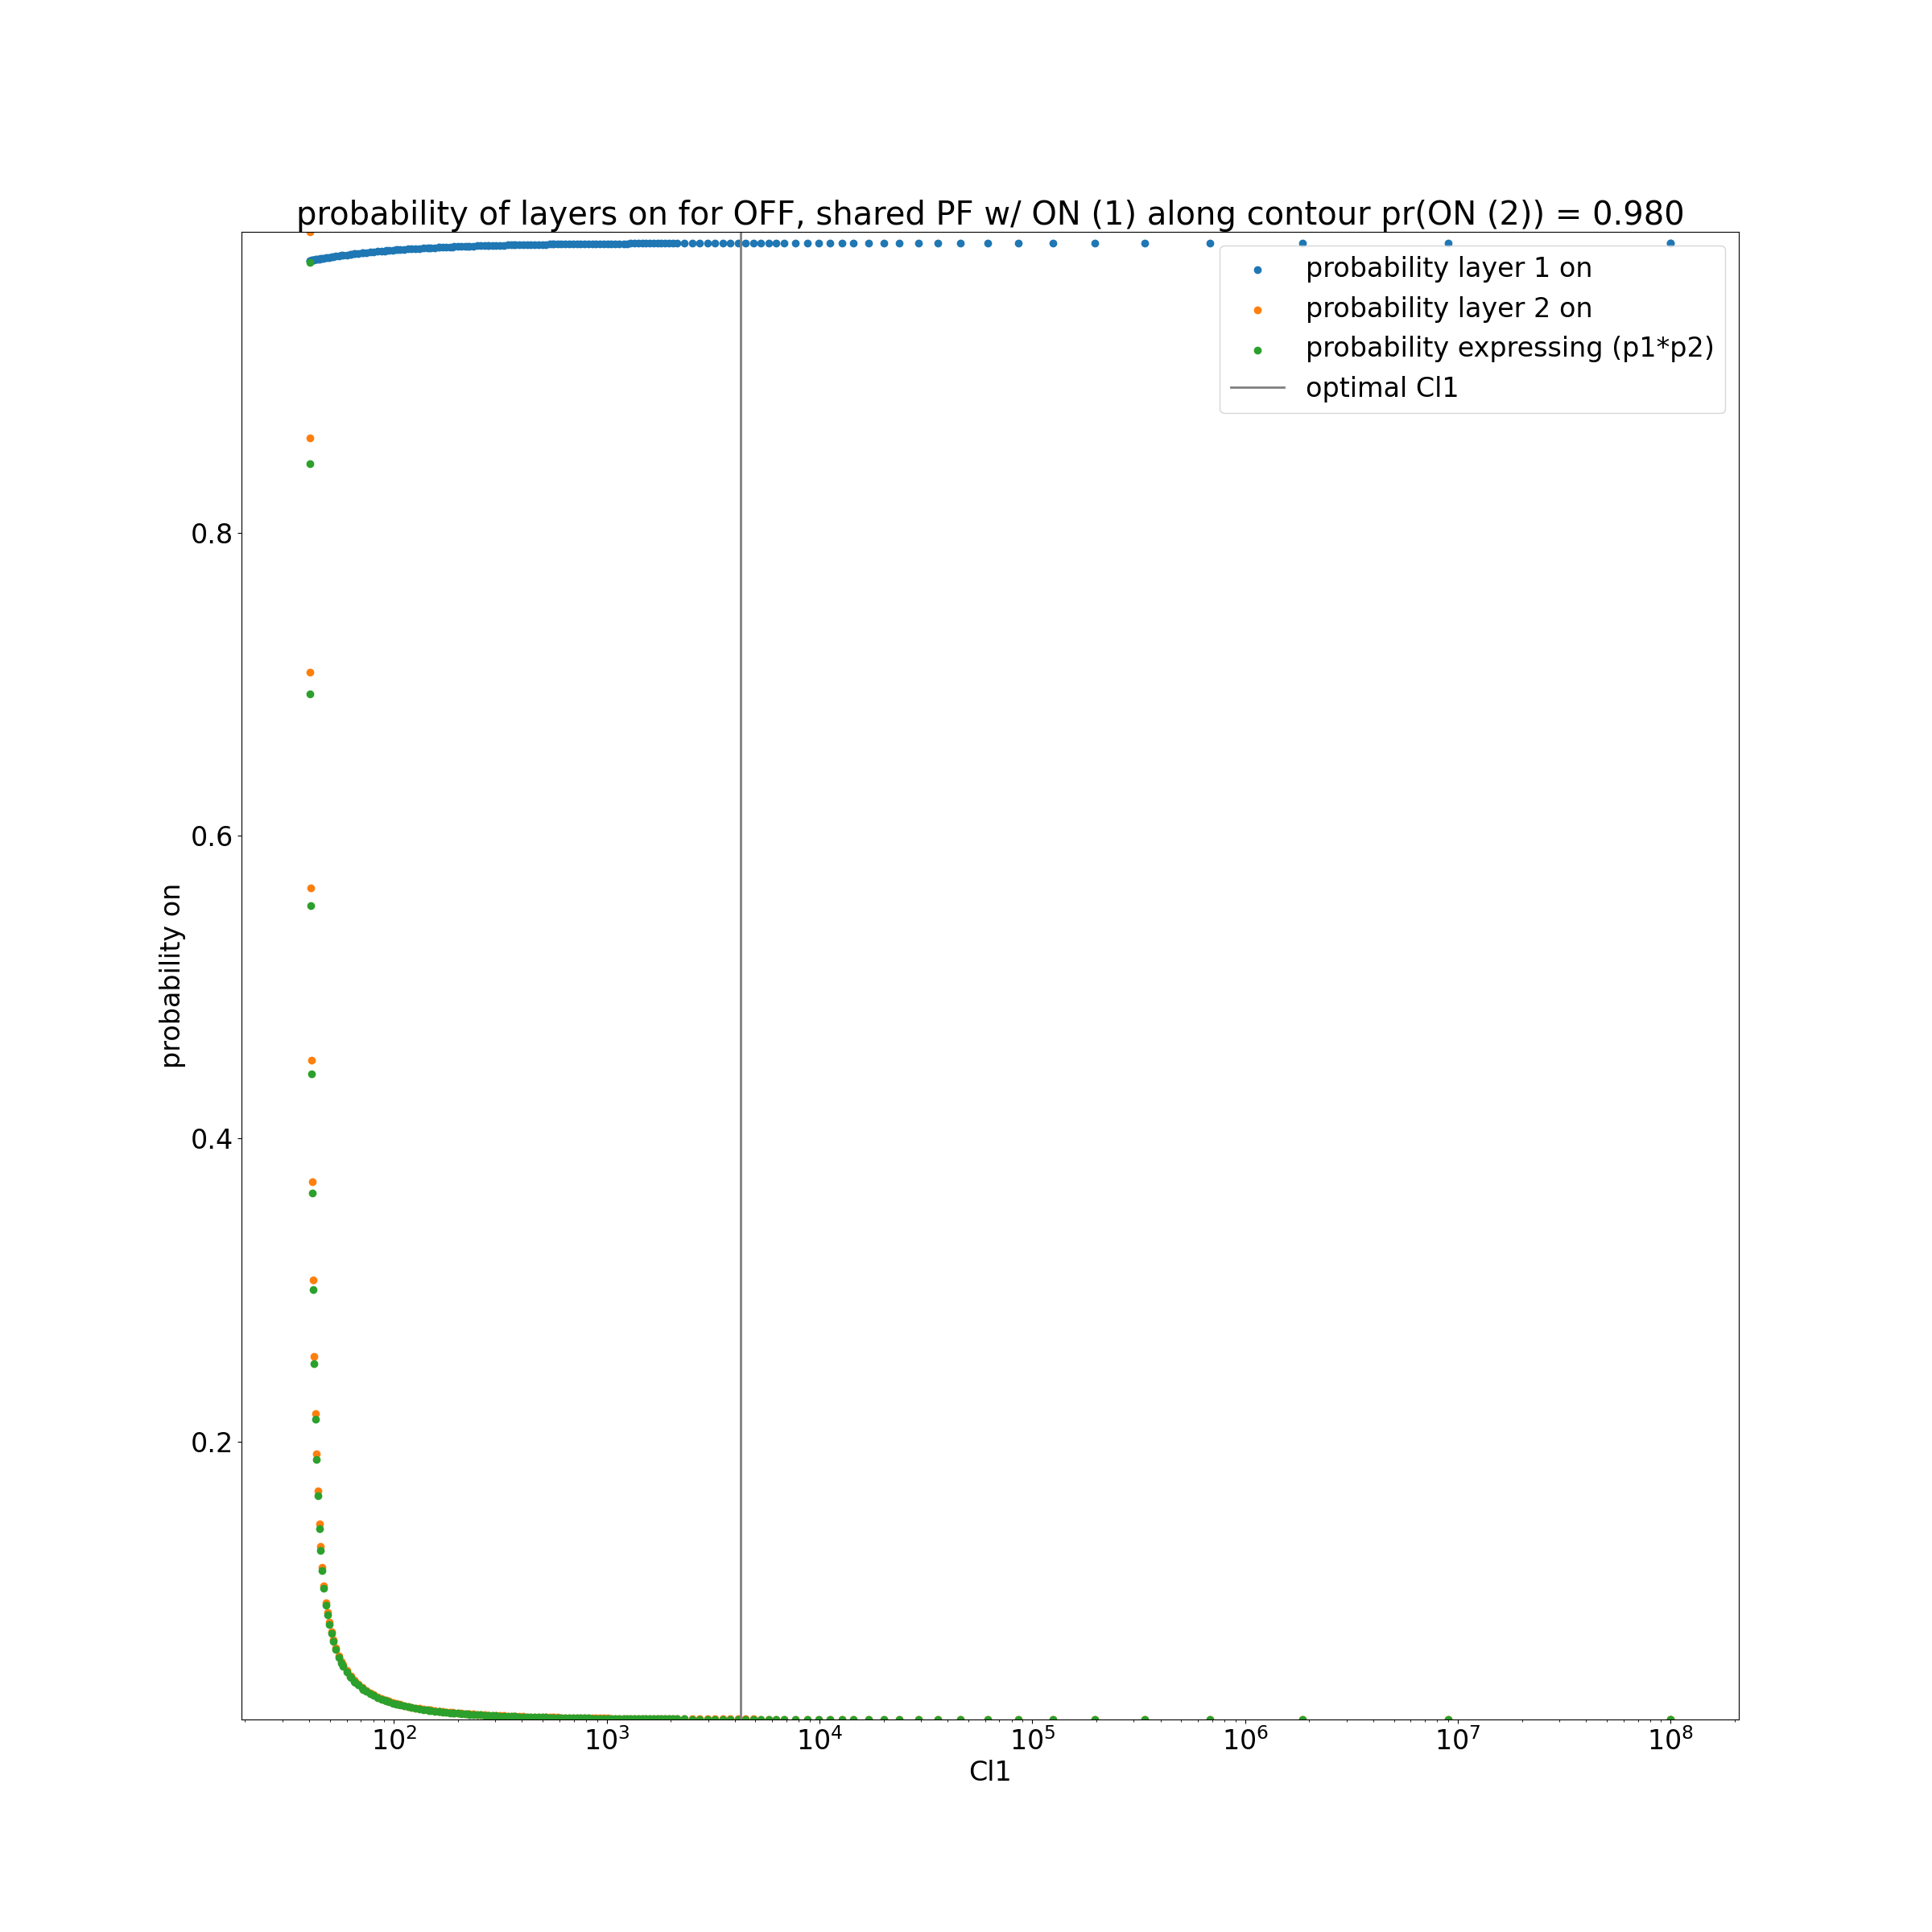 probability of layers on for OFF, shared PF w/ ON (1) along contour pr(ON (2)) = 0.980
probability layer 1 on
probability layer 2 on
probability expressing (p1*p2)
optimal Cl1
probability on
0.8
0.6
0.4
0.2
10² 10³ 10⁴ 10⁵ 10⁶ 10⁷ 10⁸
Cl1